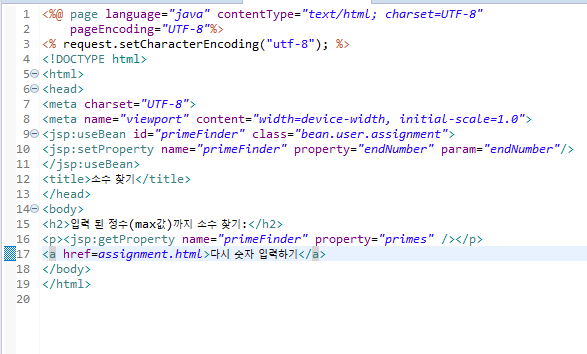 1 <%@ page language="java" contentType="text/html; charset=UTF-8"
2 pageEncoding="UTF-8"%>
3 <% request.setCharacterEncoding("utf-8"); %>
4 <!DOCTYPE html>
5 <html>
6 <head>
7 <meta charset="UTF-8">
8 <meta name="viewport" content="width=device-width, initial-scale=1.0">
9 <jsp:useBean id="primeFinder" class="bean.user.assignment">
10 <jsp:setProperty name="primeFinder" property="endNumber" param="endNumber"/>
11 </jsp:useBean>
12 <title>소수 찾기</title>
13 </head>
14 <body>
15 <h2>입력 된 정수(max값)까지 소수 찾기:</h2>
16 <p><jsp:getProperty name="primeFinder" property="primes" /></p>
17 <a href=assignment.html>다시 숫자 입력하기</a>
18 </body>
19 </html>
20